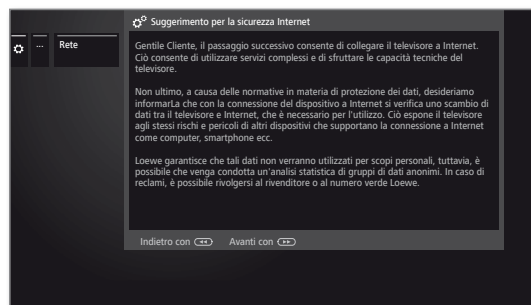 Suggerimento per la sicurezza Internet
... Rete
Gentile Cliente, il passaggio successivo consente di collegare il televisore a Internet.
Ciò consente di utilizzare servizi complessi e di sfruttare le capacità tecniche del
televisore.
Non ultimo, a causa delle normative in materia di protezione dei dati, desideriamo
informarLa che con la connessione del dispositivo a Internet si verifica uno scambio di
dati tra il televisore e Internet, che è necessario per l'utilizzo. Ciò espone il televisore
agli stessi rischi e pericoli di altri dispositivi che supportano la connessione a Internet
come computer, smartphone ecc.
Loewe garantisce che tali dati non verranno utilizzati per scopi personali, tuttavia, è
possibile che venga condotta un'analisi statistica di gruppi di dati anonimi. In caso di
reclami, è possibile rivolgersi al rivenditore o al numero verde Loewe.
Indietro con Avanti con